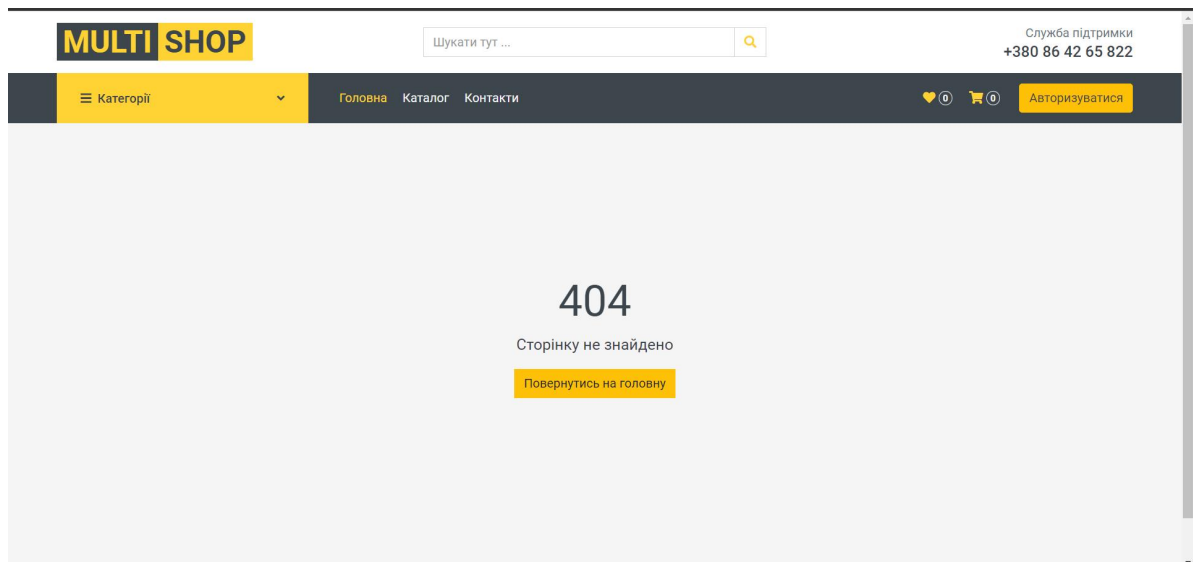 MULTI SHOP
Шукати тут ...
Служба підтримки
+380 86 42 65 822
Категорії
Головна Каталог Контакти
0 0 Авторизуватися
404
Сторінку не знайдено
Повернутись на головну